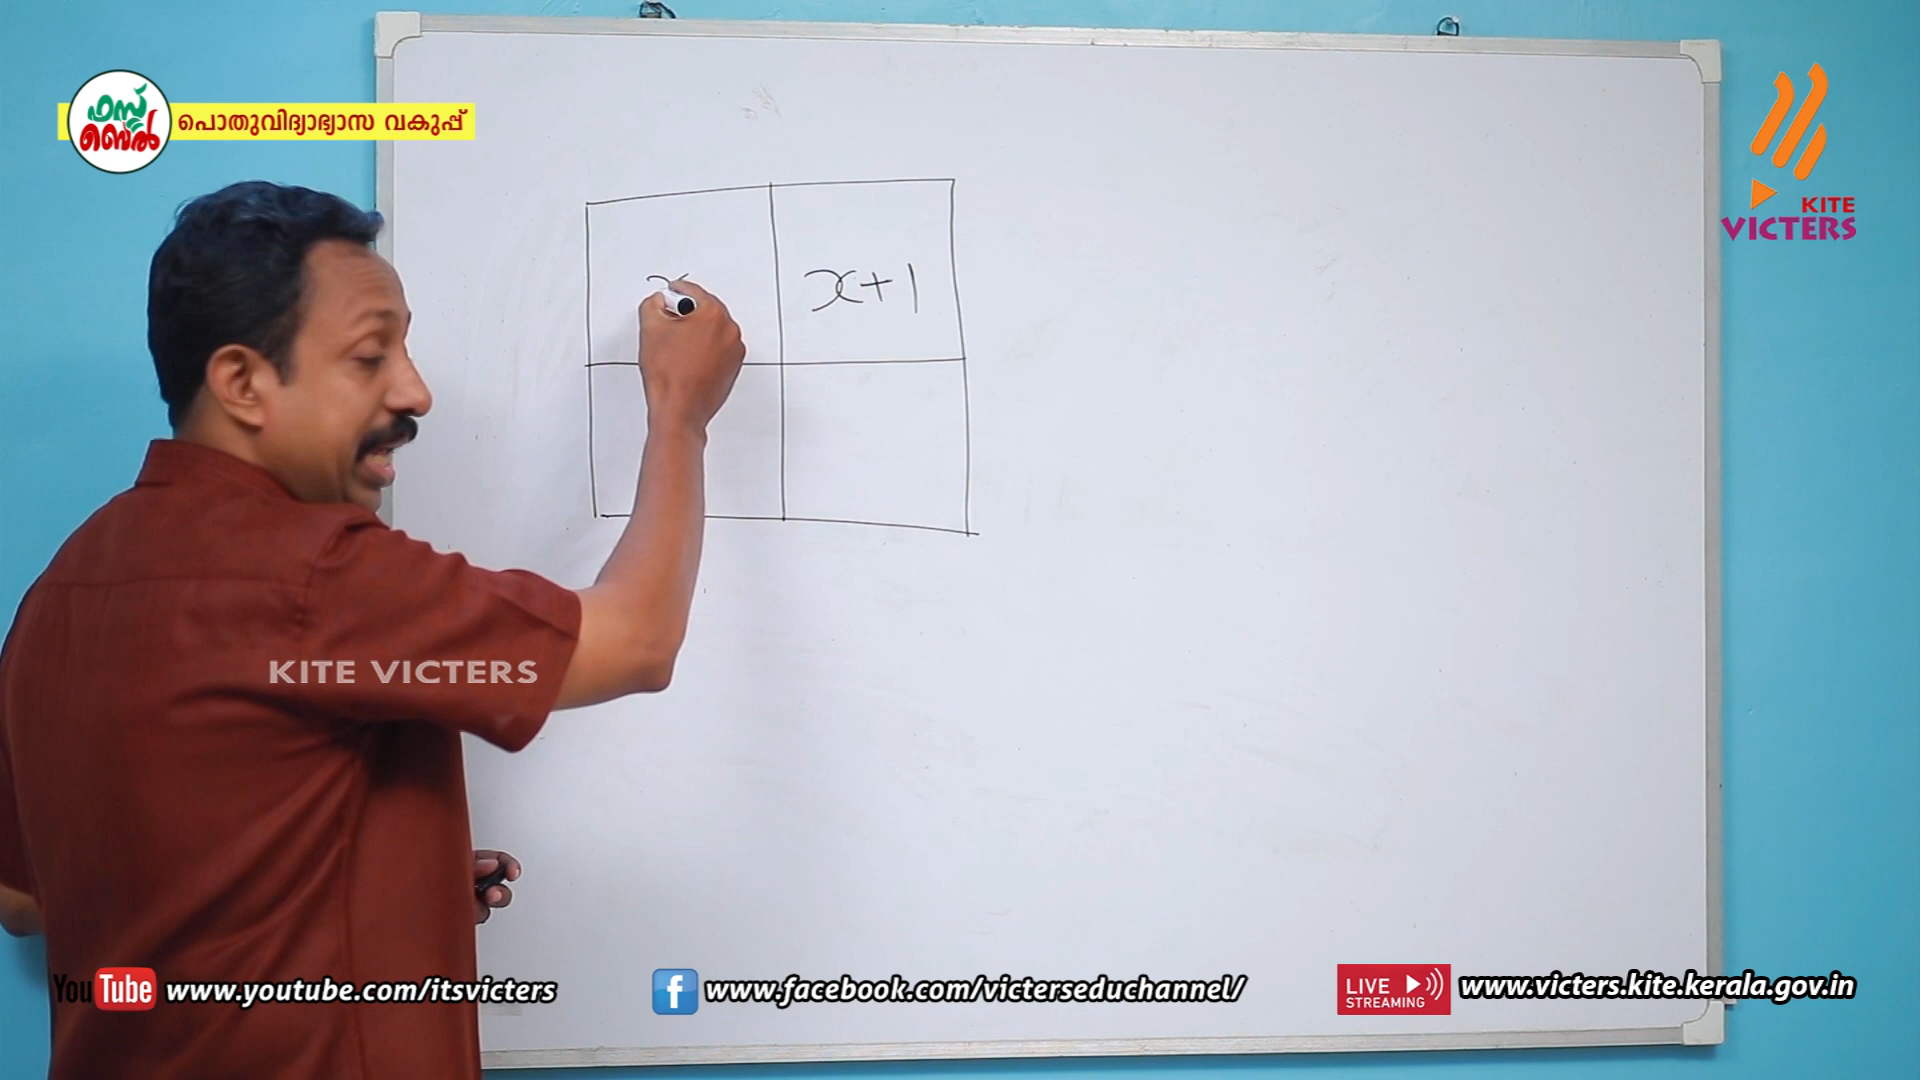 ഫസ്റ്റ്
ബെൽ
പൊതുവിദ്യാഭ്യാസ വകുപ്പ്
KITE
VICTERS
x
x+1
KITE VICTERS
YouTube www.youtube.com/itsvicters
f www.facebook.com/victerseduchannel/
LIVE STREAMING www.victers.kite.kerala.gov.in